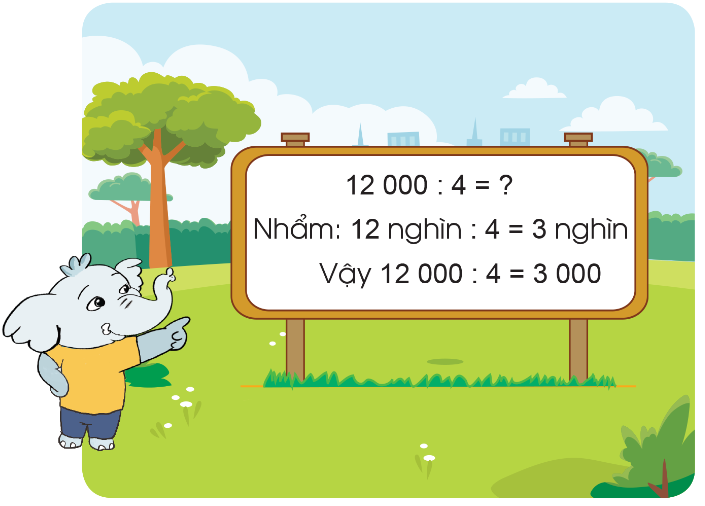 12 000 : 4 = ?
Nhẩm: 12 nghìn : 4 = 3 nghìn
Vậy 12 000 : 4 = 3 000